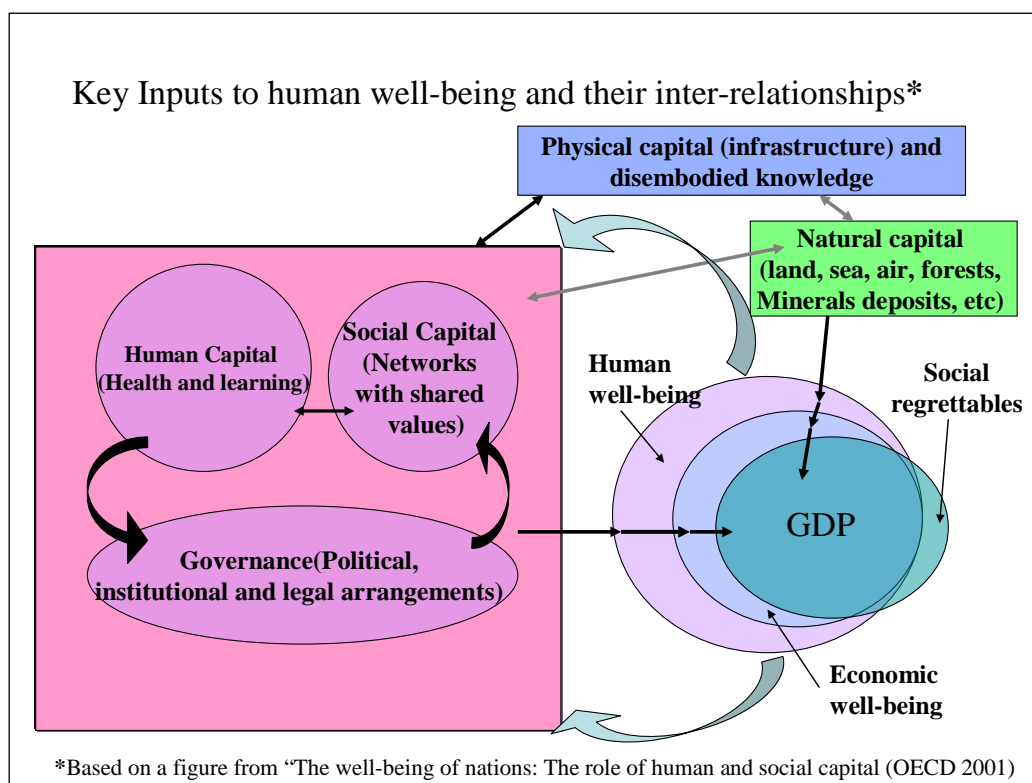 Key Inputs to human well-being and their inter-relationships*
Physical capital (infrastructure) and
disembodied knowledge
Natural capital
(land, sea, air, forests,
Minerals deposits, etc)
Human Capital
(Health and learning)
Social Capital
(Networks
with shared
values)
Governance(Political,
institutional and legal arrangements)
Human
well-being
Social
regrettables
GDP
Economic
well-being
*Based on a figure from “The well-being of nations: The role of human and social capital (OECD 2001)